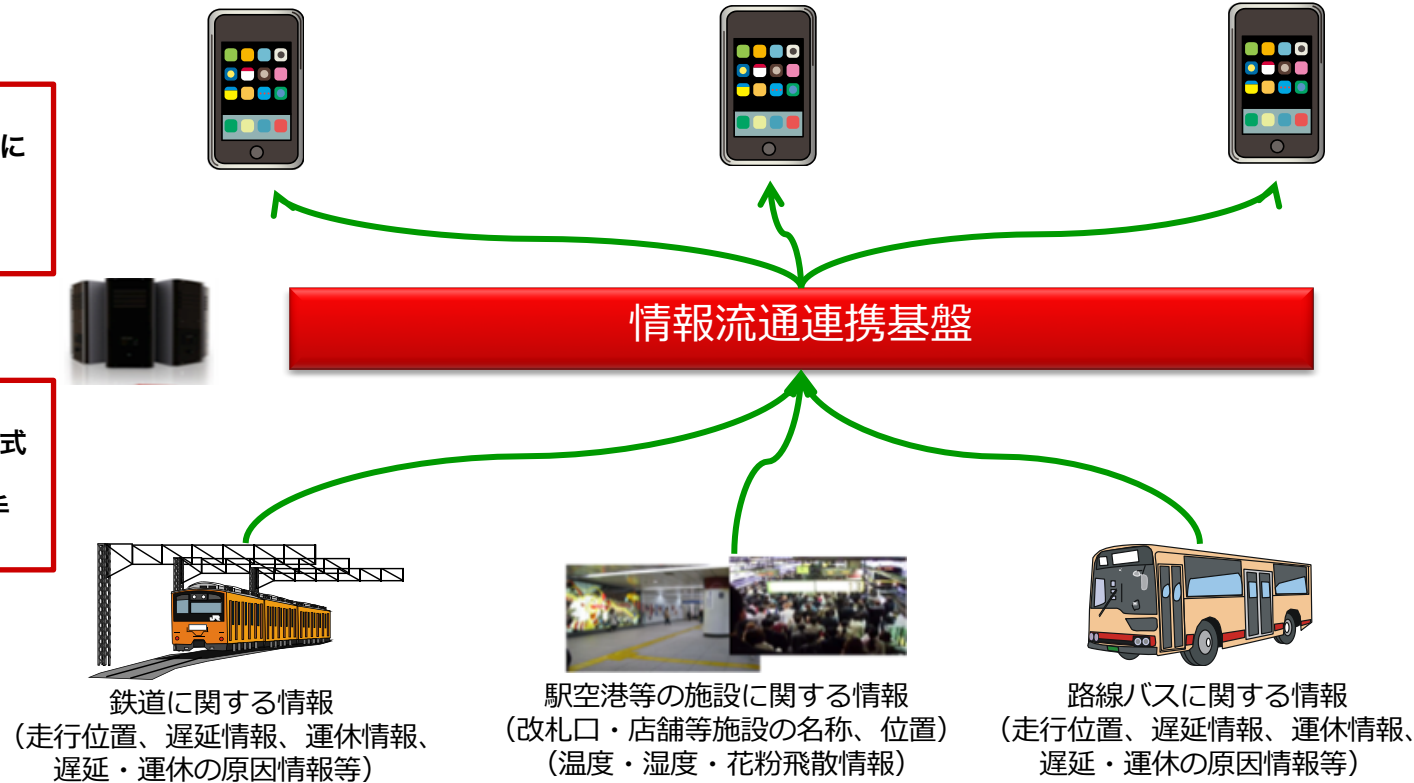 に
情報流通連携基盤
式
鉄道に関する情報
（走行位置、遅延情報、運休情報、
遅延・運休の原因情報等）
駅空港等の施設に関する情報
（改札口・店舗等施設の名称、位置）
（温度・湿度・花粉飛散情報）
路線バスに関する情報
（走行位置、遅延情報、運休情報、
遅延・運休の原因情報等）
JR